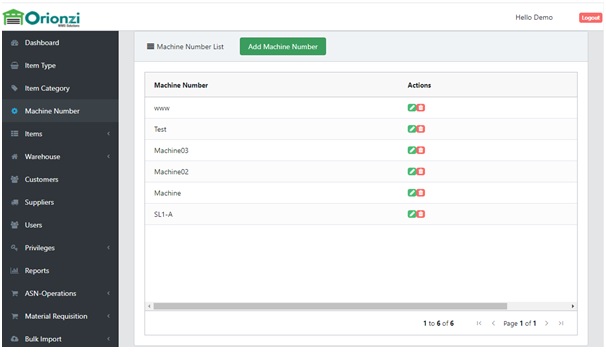 Orionzi
WMS Solutions
Hello Demo
Logout
Dashboard
Item Type
Item Category
Machine Number
Items
Warehouse
Customers
Suppliers
Users
Privileges
Reports
ASN-Operations
Material Requisition
Bulk Import
Machine Number List
Add Machine Number
Machine Number Actions
www
Test
Machine03
Machine02
Machine
SL1-A
1 to 6 of 6 Page 1 of 1